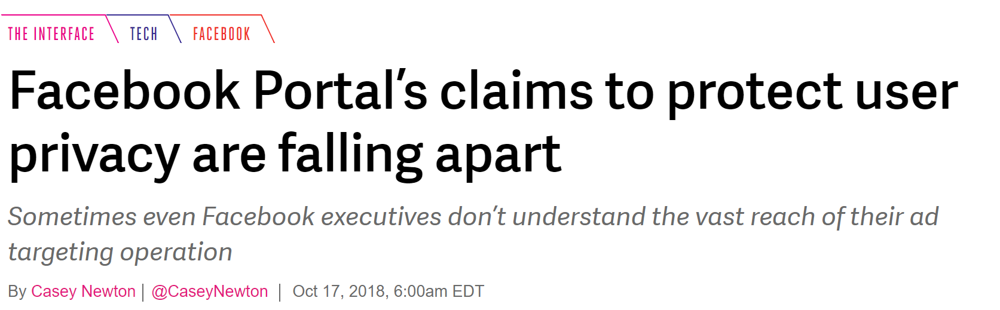 THE INTERFACE TECH FACEBOOK
Facebook Portal’s claims to protect user
privacy are falling apart
Sometimes even Facebook executives don’t understand the vast reach of their ad
targeting operation
By Casey Newton | @CaseyNewton | Oct 17, 2018, 6:00am EDT